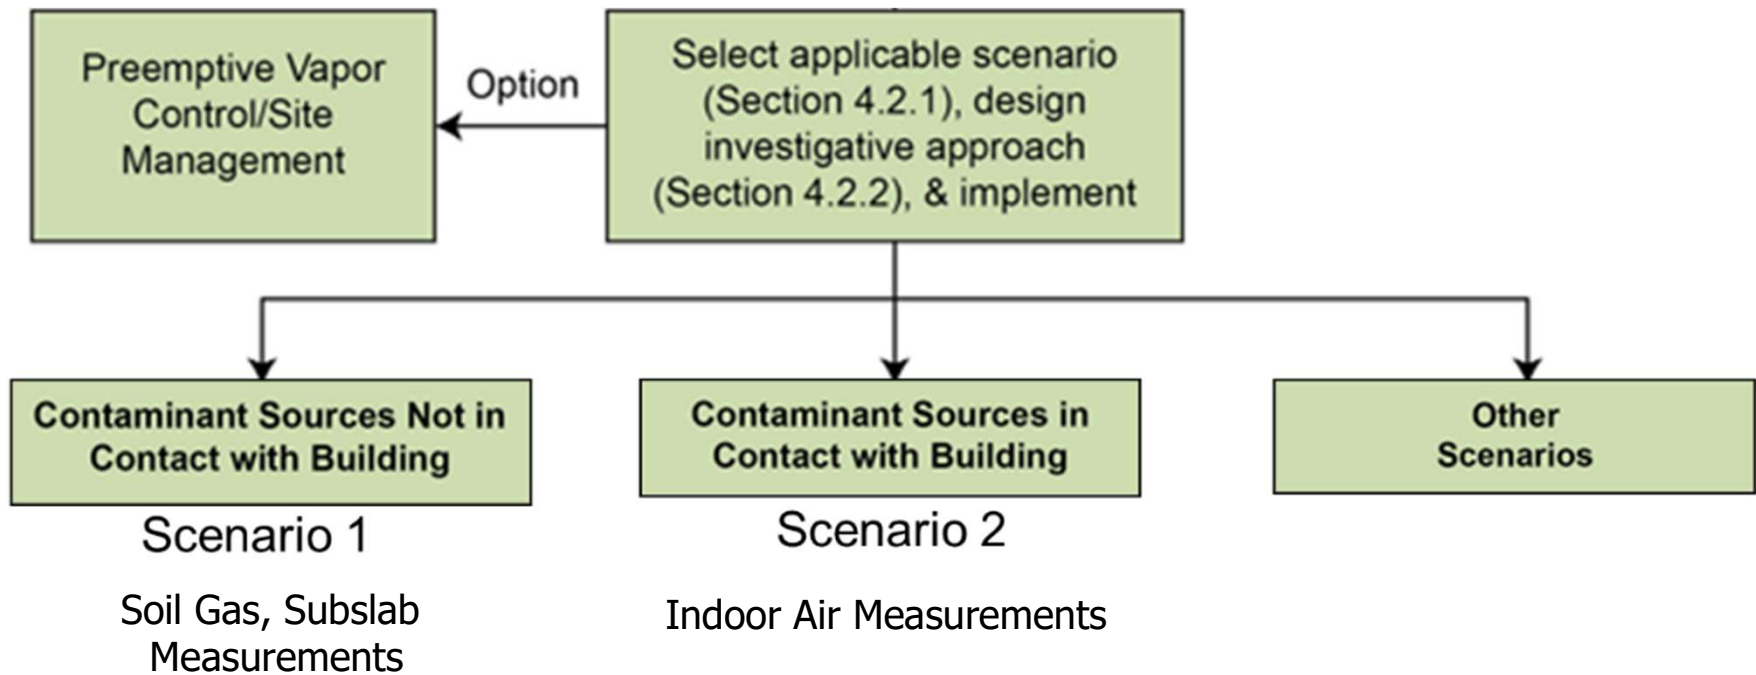 Preemptive Vapor
Control/Site
Management
Option
Select applicable scenario
(Section 4.2.1), design
investigative approach
(Section 4.2.2), & implement
Contaminant Sources Not in
Contact with Building
Scenario 1
Soil Gas, Subslab
Measurements
Contaminant Sources in
Contact with Building
Scenario 2
Indoor Air Measurements
Other
Scenarios